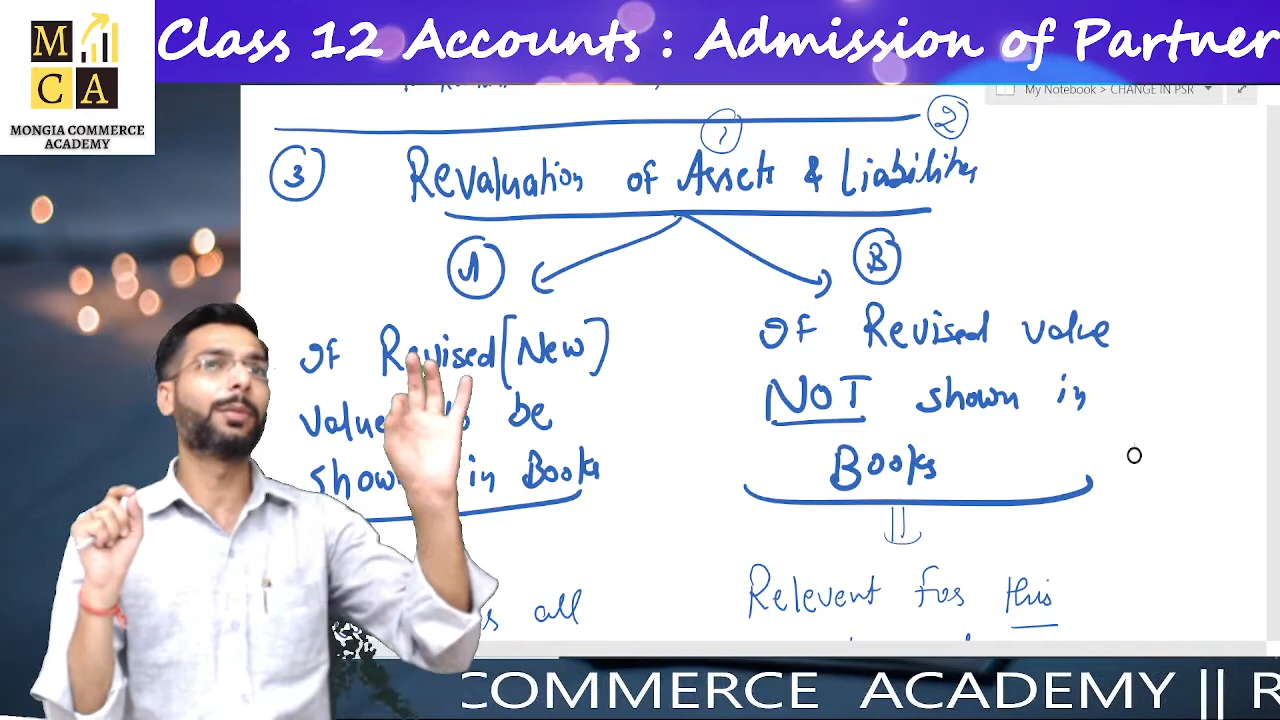 M
C A
MONGIA COMMERCE
ACADEMY
Class 12 Accounts : Admission of Partner
My Notebook > CHANGE IN PSR
1
2
3
Revaluation of Assets & Liabilities
A
B
Of Revised (New)
value be
shown in Books
Of Revised value
NOT shown in
Books
all
Relevent for this
COMMERCE ACADEMY || R